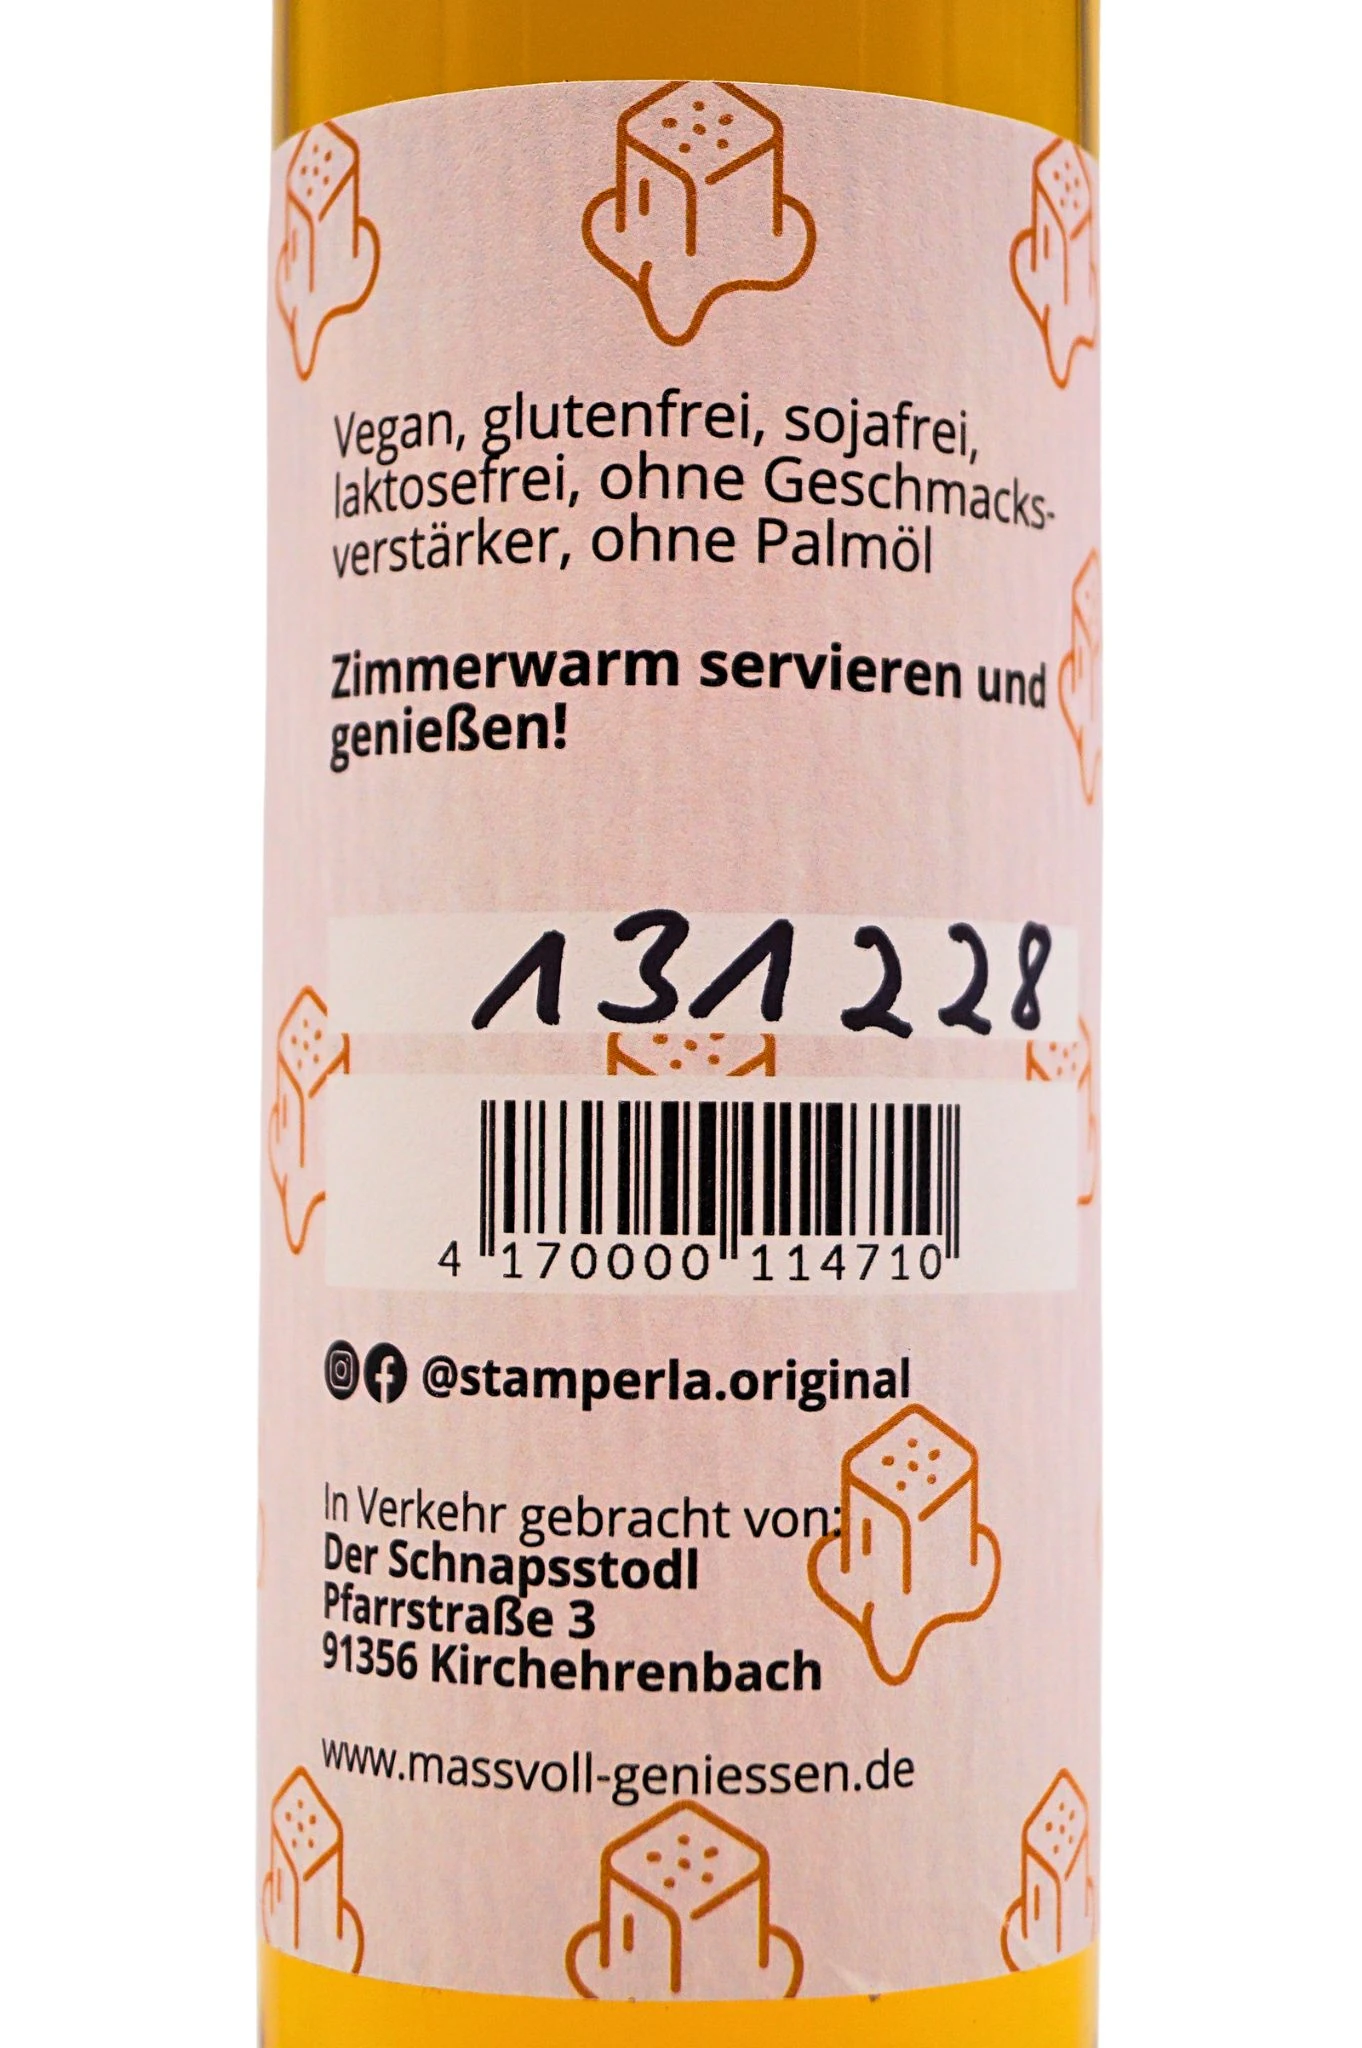 Vegan, glutenfrei, sojafrei,
laktosefrei, ohne Geschmacks-
verstärker, ohne Palmöl
Zimmerwarm servieren und
genießen!
131228
4 170000 114710
@stamperla.original
In Verkehr gebracht von:
Der Schnapsstodl
Pfarrstraße 3
91356 Kirchehrenbach
www.massvoll-geniessen.de